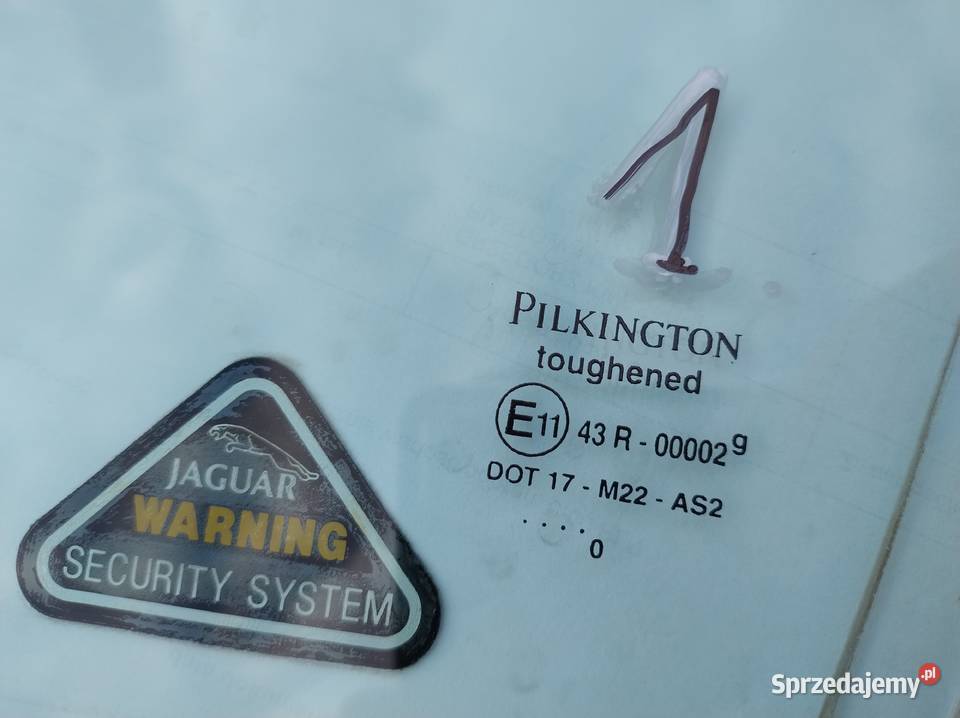 1
PILKINGTON
toughened
E11 43 R - 00002 g
DOT 17 - M22 - AS2
. . . .
0
JAGUAR
WARNING
SECURITY SYSTEM
Sprzedajemy.pl